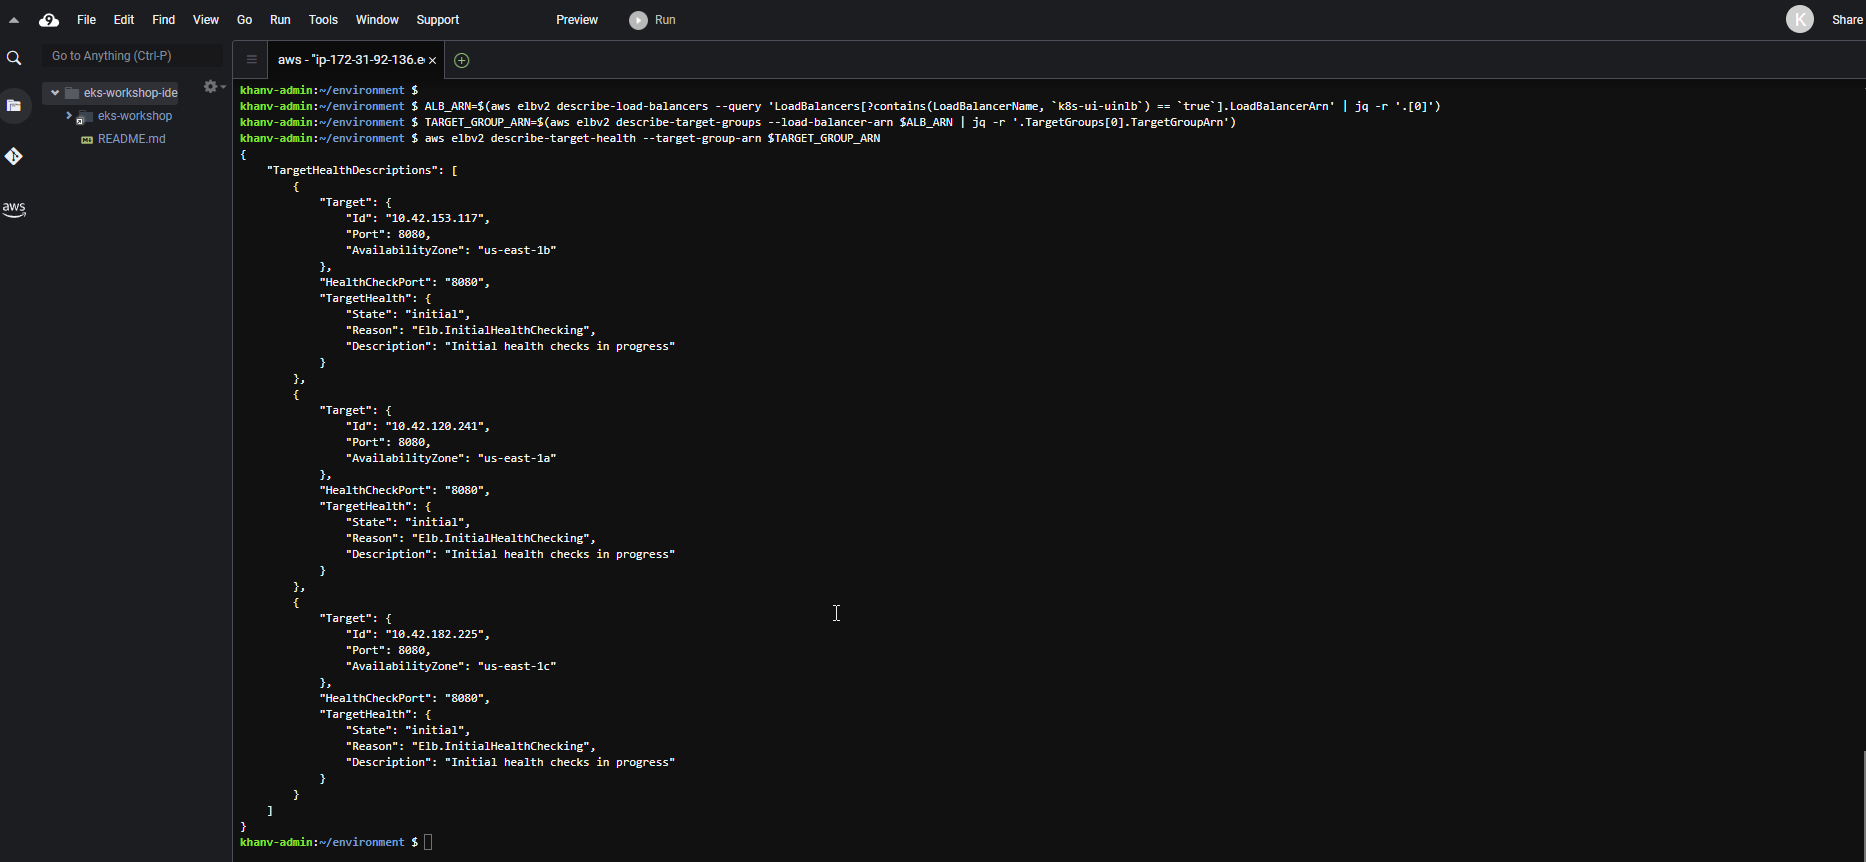 9 File Edit Find View Go Run Tools Window Support Preview Run K Share
Go to Anything (Ctrl-P)
eks-workshop-ide
eks-workshop
README.md
aws
aws - "ip-172-31-92-136.e ×
khanv-admin:~/environment $
khanv-admin:~/environment $ ALB_ARN=$(aws elbv2 describe-load-balancers --query 'LoadBalancers[?contains(LoadBalancerName, `k8s-ui-uinlb`) == `true`].LoadBalancerArn' | jq -r '.[0]')
khanv-admin:~/environment $ TARGET_GROUP_ARN=$(aws elbv2 describe-target-groups --load-balancer-arn $ALB_ARN | jq -r '.TargetGroups[0].TargetGroupArn')
khanv-admin:~/environment $ aws elbv2 describe-target-health --target-group-arn $TARGET_GROUP_ARN
{
    "TargetHealthDescriptions": [
        {
            "Target": {
                "Id": "10.42.153.117",
                "Port": 8080,
                "AvailabilityZone": "us-east-1b"
            },
            "HealthCheckPort": "8080",
            "TargetHealth": {
                "State": "initial",
                "Reason": "Elb.InitialHealthChecking",
                "Description": "Initial health checks in progress"
            }
        },
        {
            "Target": {
                "Id": "10.42.120.241",
                "Port": 8080,
                "AvailabilityZone": "us-east-1a"
            },
            "HealthCheckPort": "8080",
            "TargetHealth": {
                "State": "initial",
                "Reason": "Elb.InitialHealthChecking",
                "Description": "Initial health checks in progress"
            }
        },
        {
            "Target": {
                "Id": "10.42.182.225",
                "Port": 8080,
                "AvailabilityZone": "us-east-1c"
            },
            "HealthCheckPort": "8080",
            "TargetHealth": {
                "State": "initial",
                "Reason": "Elb.InitialHealthChecking",
                "Description": "Initial health checks in progress"
            }
        }
    ]
}
khanv-admin:~/environment $